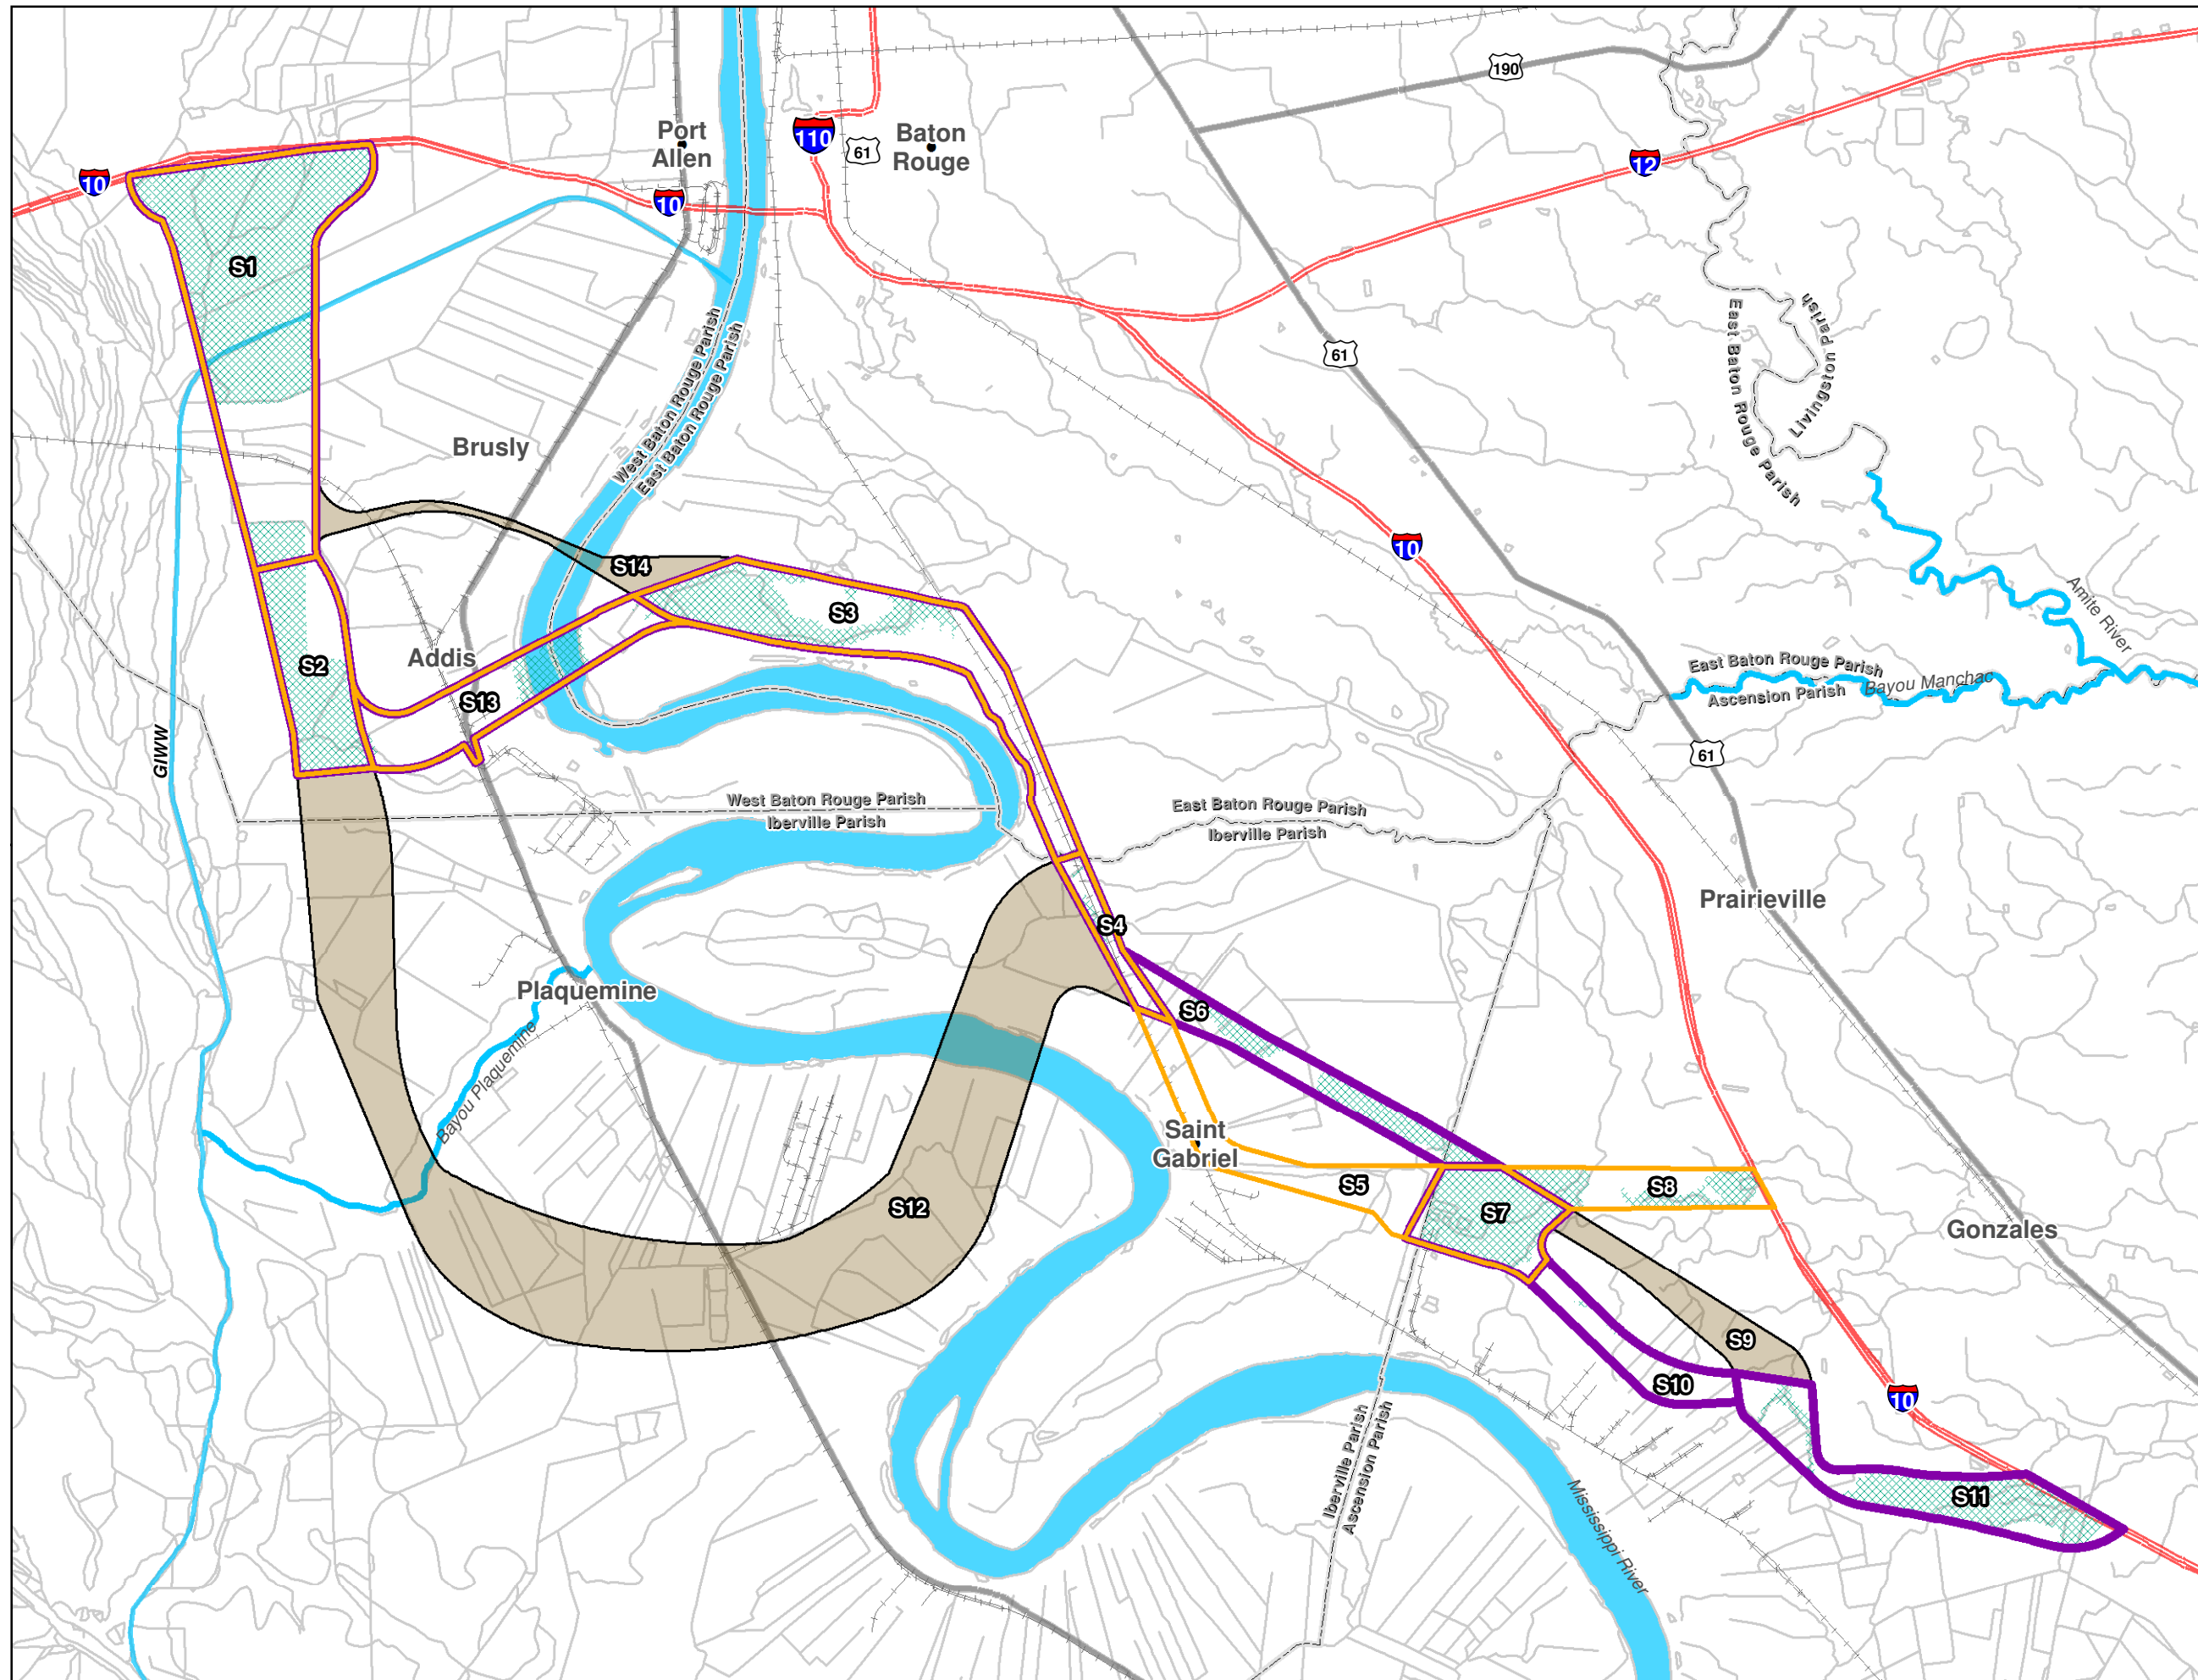 190
Port
Allen
110
61
Baton
Rouge
12
10
10
S1
East Baton Rouge Parish
Livingston Parish
West Baton Rouge Parish
East Baton Rouge Parish
61
Brusly
10
S14
S3
Amite River
Addis
S2
S13
East Baton Rouge Parish
Ascension Parish
Bayou Manchac
GIWW
61
West Baton Rouge Parish
Iberville Parish
East Baton Rouge Parish
Iberville Parish
Prairieville
S4
Plaquemine
S6
Bayou Plaquemine
Saint
Gabriel
S5
S8
S12
S7
Gonzales
S9
S10
10
Iberville Parish
Ascension Parish
S11
Mississippi River